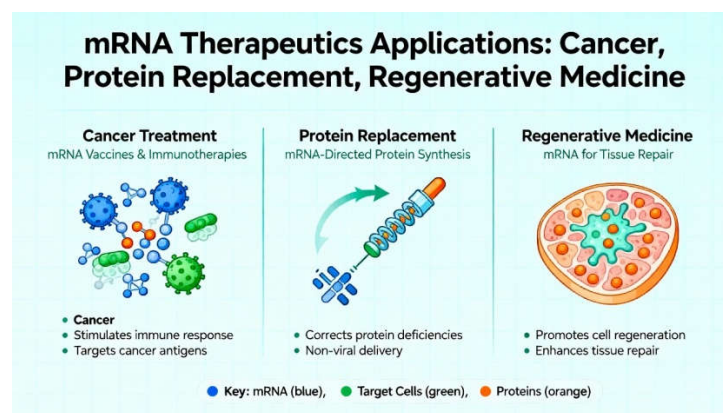 mRNA Therapeutics Applications: Cancer,
Protein Replacement, Regenerative Medicine
Cancer Treatment
mRNA Vaccines & Immunotherapies
• Cancer
• Stimulates immune response
• Targets cancer antigens
Protein Replacement
mRNA-Directed Protein Synthesis
• Corrects protein deficiencies
• Non-viral delivery
Regenerative Medicine
mRNA for Tissue Repair
• Promotes cell regeneration
• Enhances tissue repair
Key: mRNA (blue), Target Cells (green), Proteins (orange)